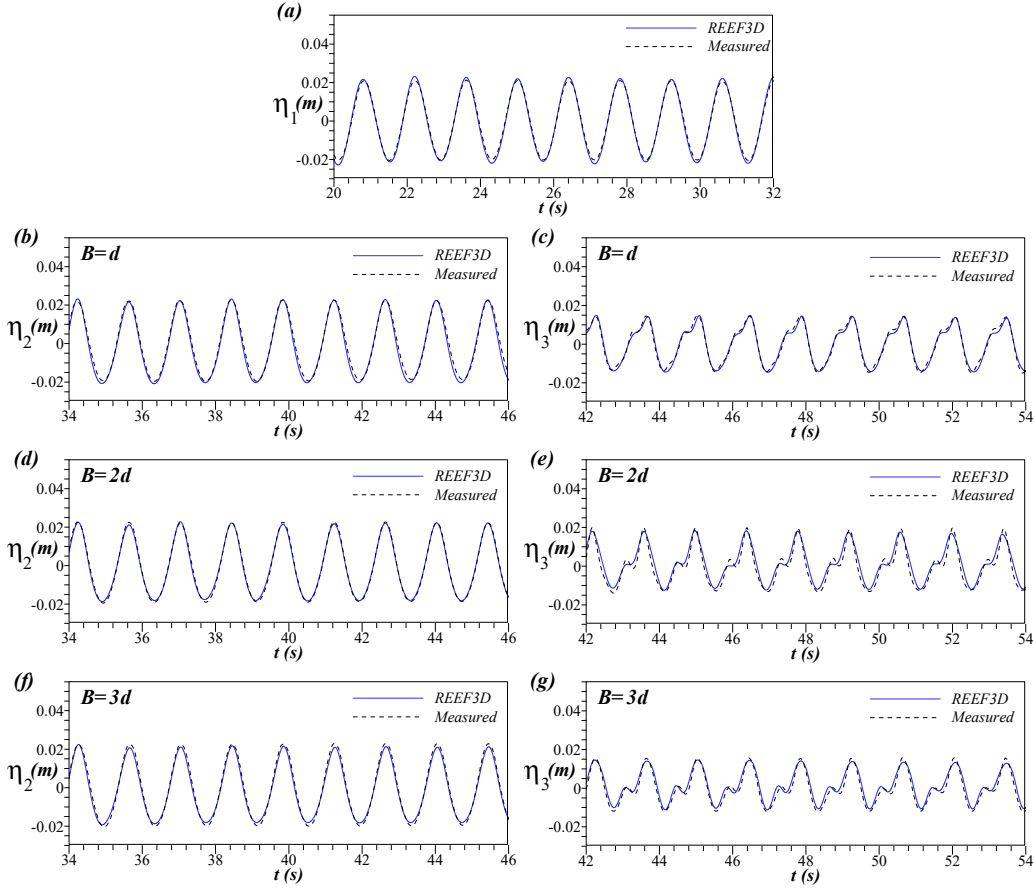 (a)
REEF3D
Measured
0.04
0.02
0
-0.02
η1(m)
20 22 24 26 28 30 32
t (s)
(b)
B=d
REEF3D
Measured
0.04
0.02
0
-0.02
η2(m)
34 36 38 40 42 44 46
t (s)
(c)
B=d
REEF3D
Measured
0.04
0.02
0
-0.02
η3(m)
42 44 46 48 50 52 54
t (s)
(d)
B=2d
REEF3D
Measured
0.04
0.02
0
-0.02
η2(m)
34 36 38 40 42 44 46
t (s)
(e)
B=2d
REEF3D
Measured
0.04
0.02
0
-0.02
η3(m)
42 44 46 48 50 52 54
t (s)
(f)
B=3d
REEF3D
Measured
0.04
0.02
0
-0.02
η2(m)
34 36 38 40 42 44 46
t (s)
(g)
B=3d
REEF3D
Measured
0.04
0.02
0
-0.02
η3(m)
42 44 46 48 50 52 54
t (s)